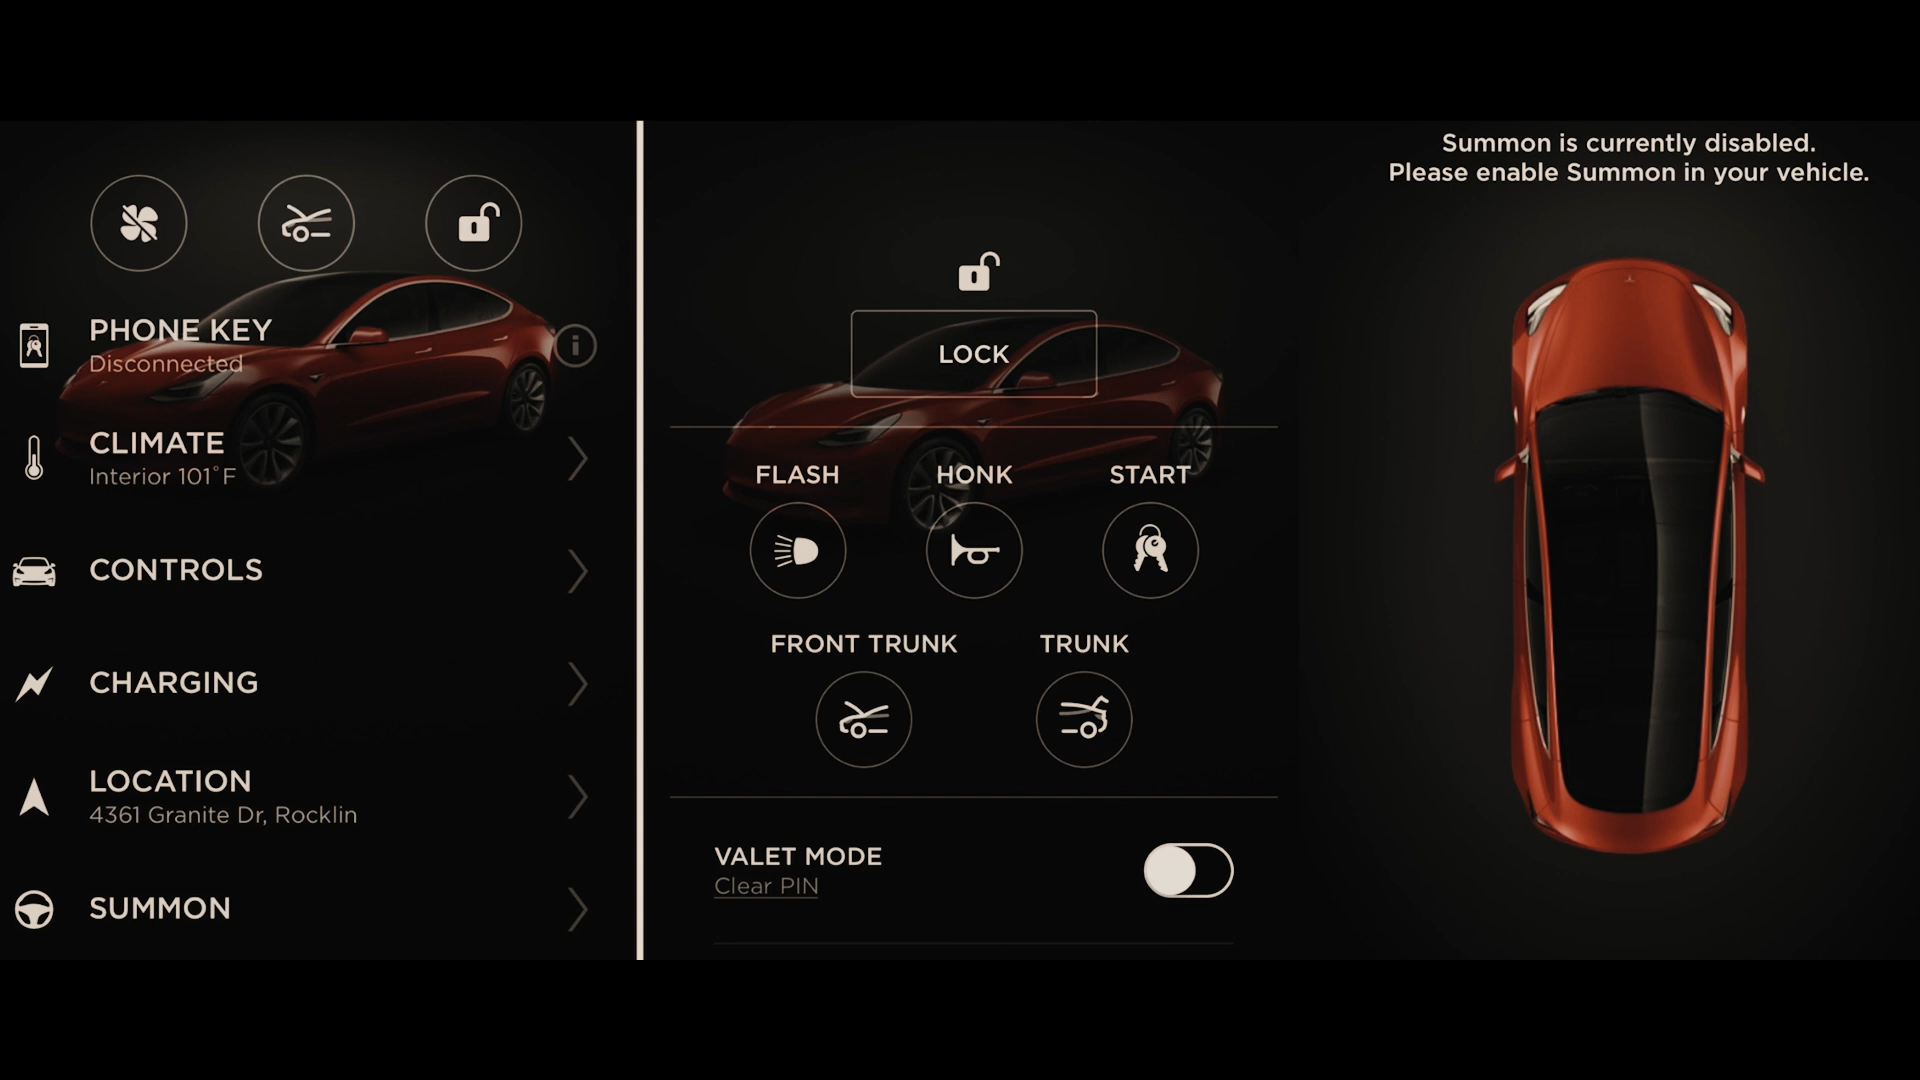 PHONE KEY
Disconnected
CLIMATE
Interior 101°F
CONTROLS
CHARGING
LOCATION
4361 Granite Dr, Rocklin
SUMMON
LOCK
FLASH
HONK
START
FRONT TRUNK
TRUNK
VALET MODE
Clear PIN
Summon is currently disabled.
Please enable Summon in your vehicle.